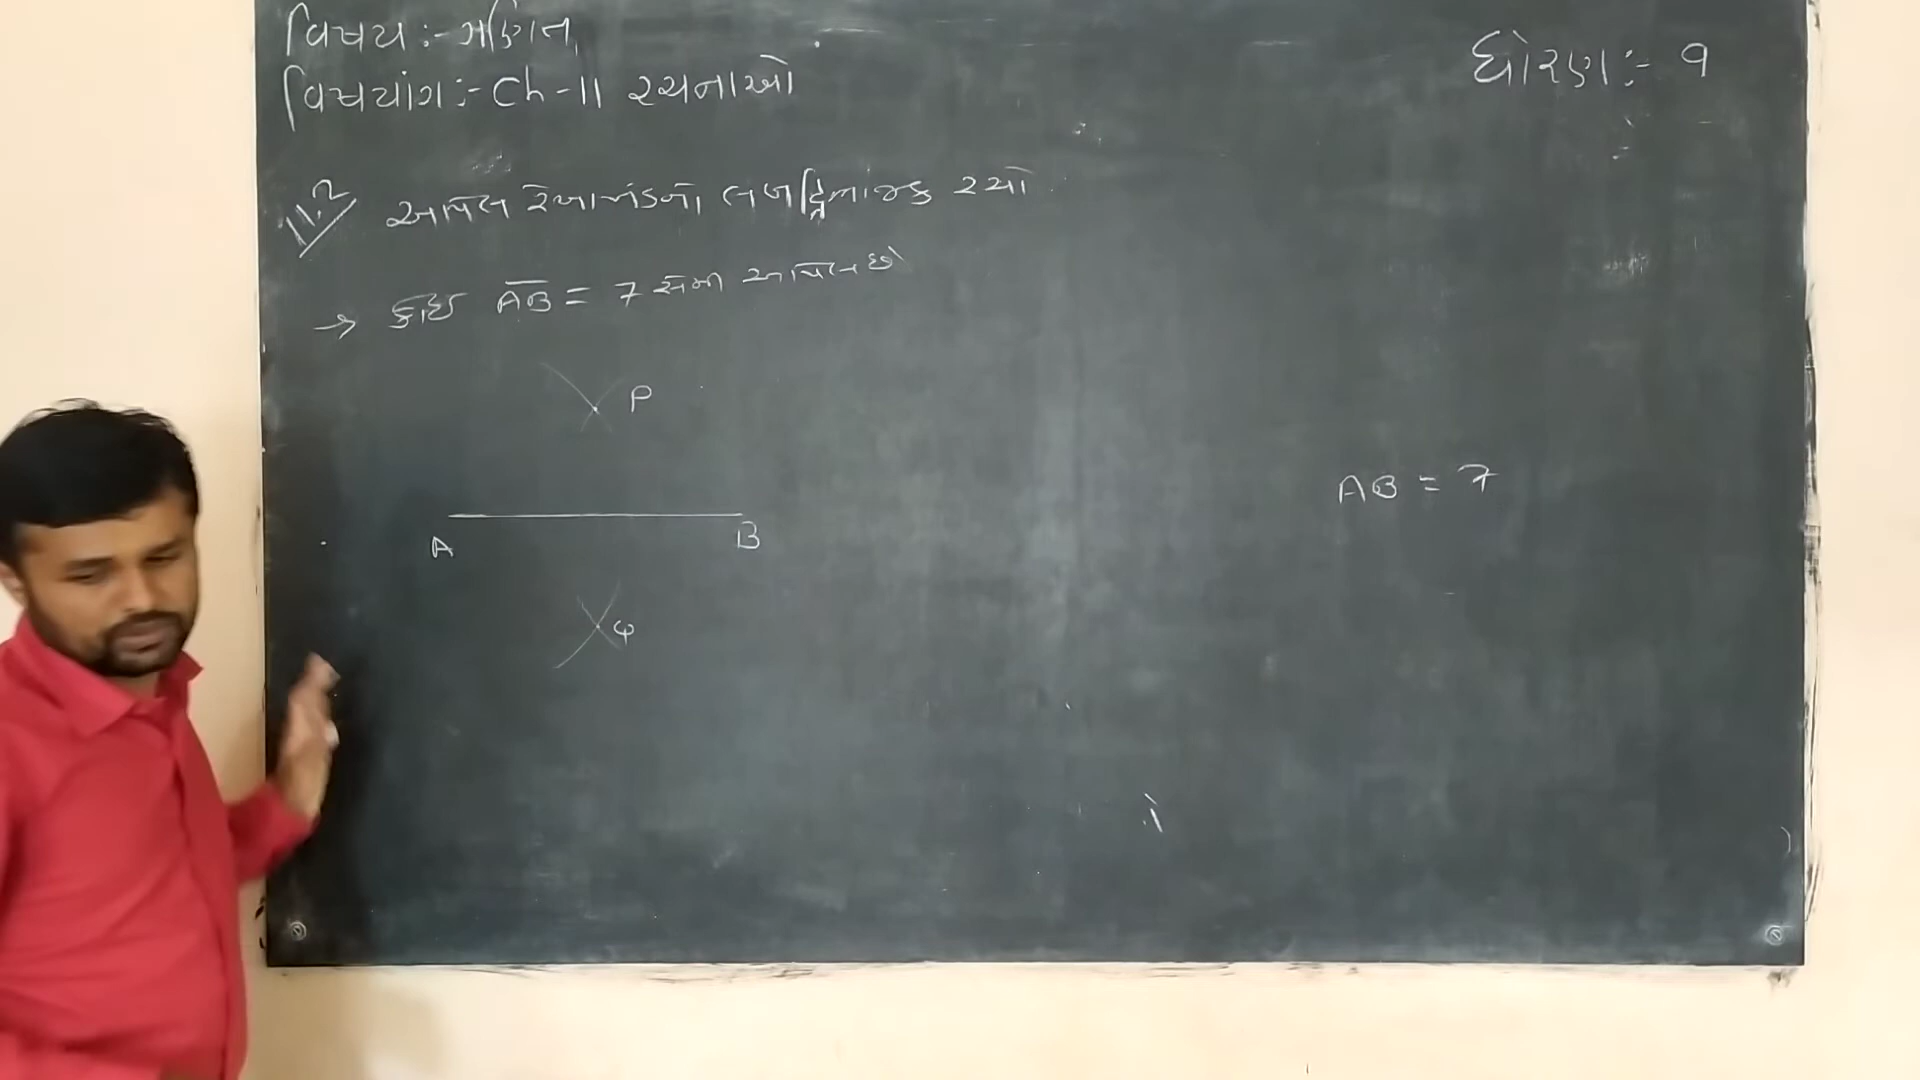 વિષય :- ગણિત
ધોરણ :- ૯
વિષયાંગ :- Ch-11 રચનાઓ
11.2 આપેલ રેખાખંડનો લંબદ્વિભાજક રચો
→ કોઈ AB = 7 સેમી આપેલ છે
P
AB = 7
A B
Q